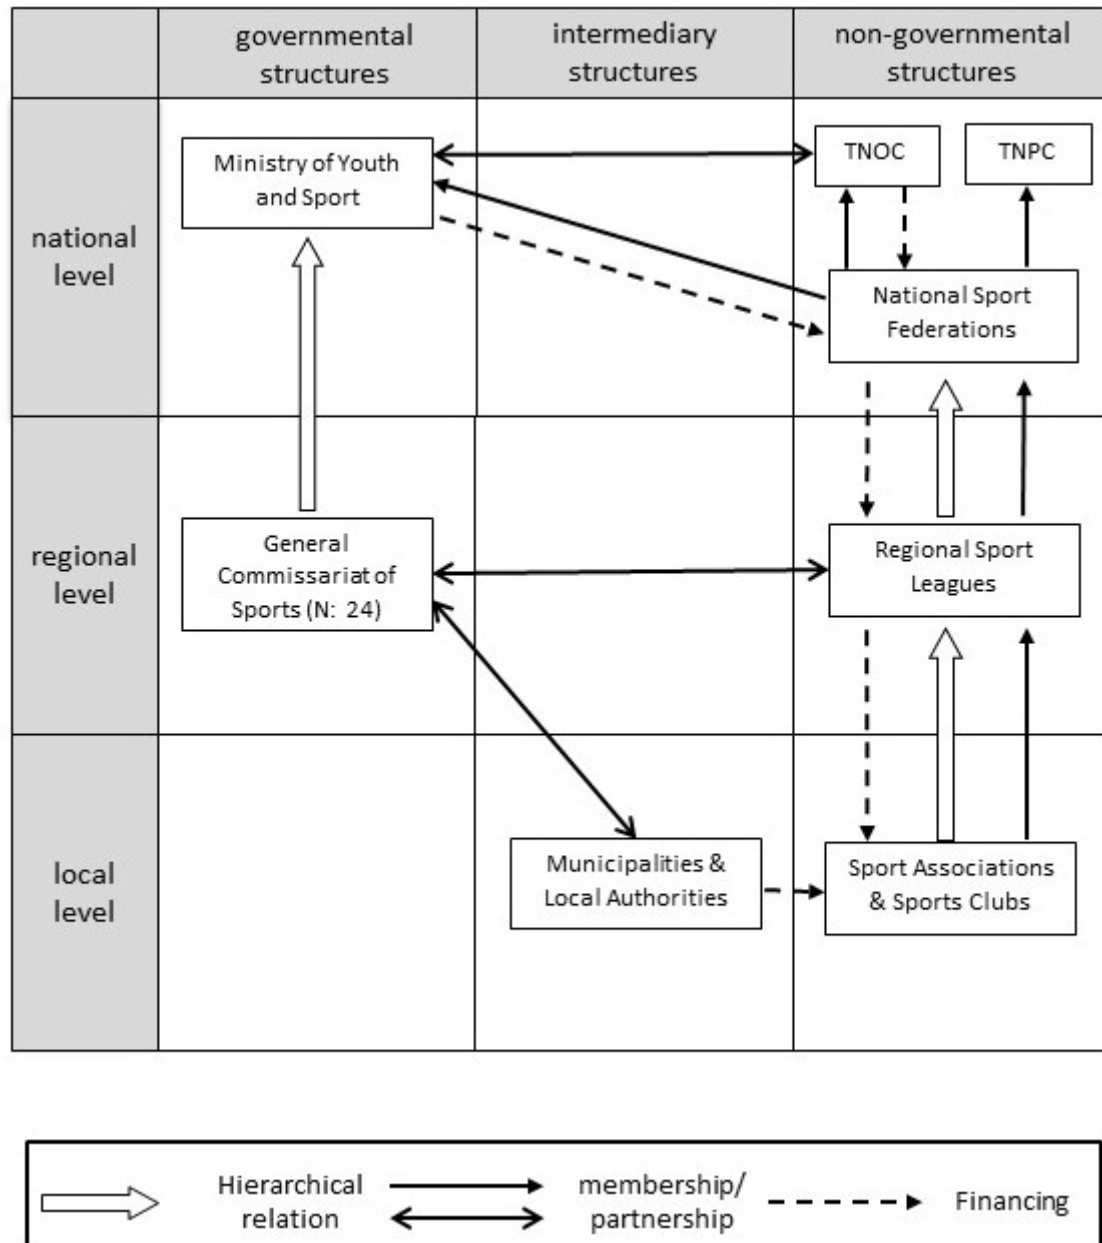 governmental
structures
intermediary
structures
non-governmental
structures
national
level
Ministry of Youth
and Sport
TNOC
TNPC
National Sport
Federations
regional
level
General
Commissariat of
Sports (N: 24)
Regional Sport
Leagues
local
level
Municipalities &
Local Authorities
Sport Associations
& Sports Clubs
Hierarchical
relation
membership/
partnership
Financing